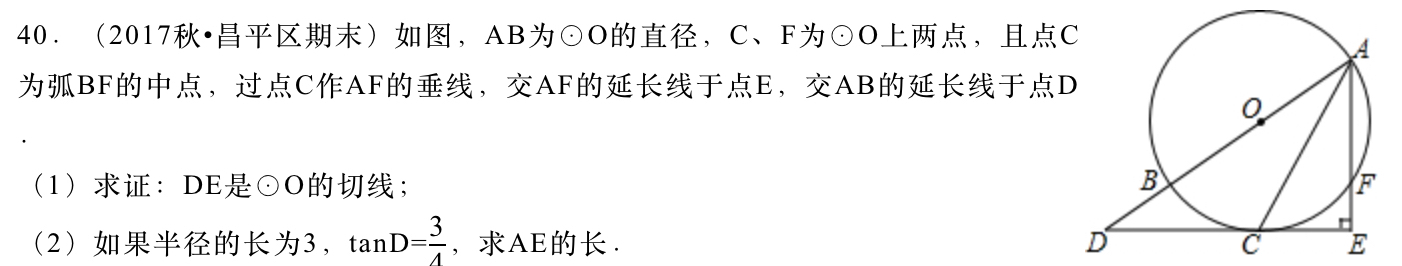 40．（2017秋•昌平区期末）如图，AB为⊙O的直径，C、F为⊙O上两点，且点C
为弧BF的中点，过点C作AF的垂线，交AF的延长线于点E，交AB的延长线于点D
．
（1）求证：DE是⊙O的切线；
（2）如果半径的长为3，tanD=3/4，求AE的长．
A
O
B
F
D
C
E